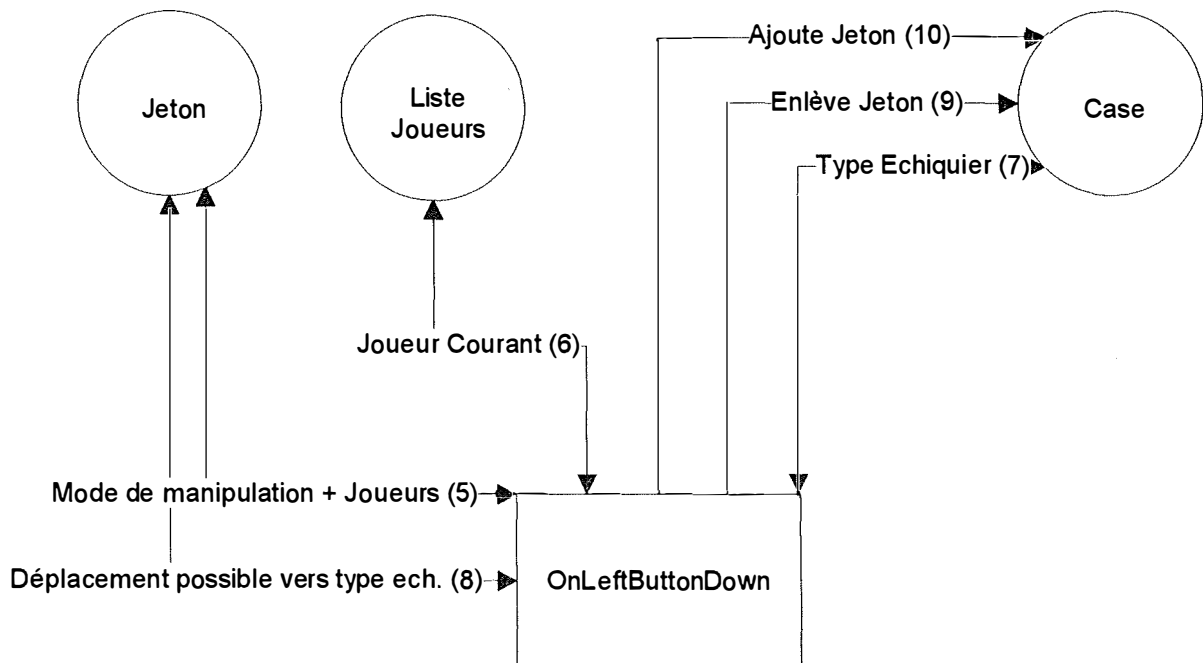 Ajoute Jeton (10)
Jeton
Liste
Joueurs
Enlève Jeton (9)
Case
Type Echiquier (7)
Joueur Courant (6)
Mode de manipulation + Joueurs (5)
Déplacement possible vers type ech. (8)
OnLeftButtonDown